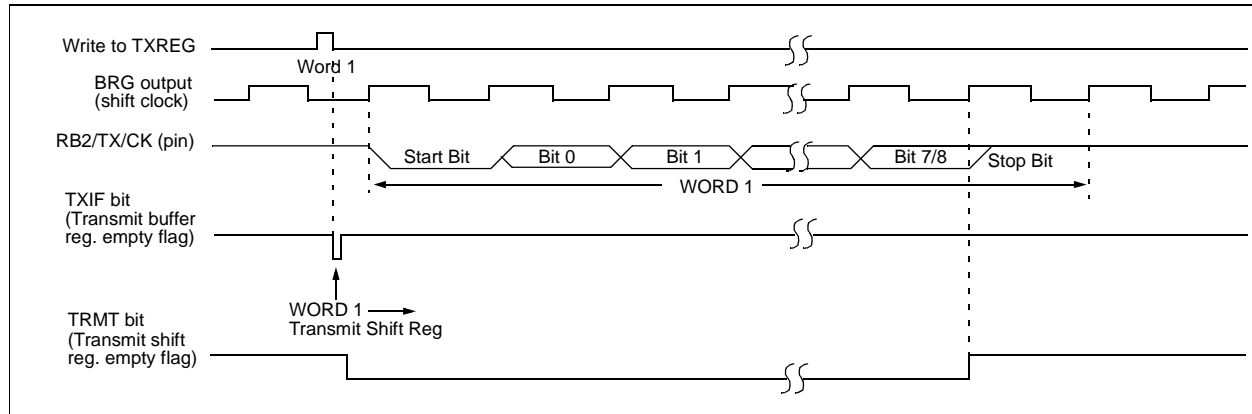 Write to TXREG
Word 1
BRG output
(shift clock)
RB2/TX/CK (pin)
Start Bit
Bit 0
Bit 1
Bit 7/8
Stop Bit
WORD 1
TXIF bit
(Transmit buffer
reg. empty flag)
WORD 1
Transmit Shift Reg
TRMT bit
(Transmit shift
reg. empty flag)